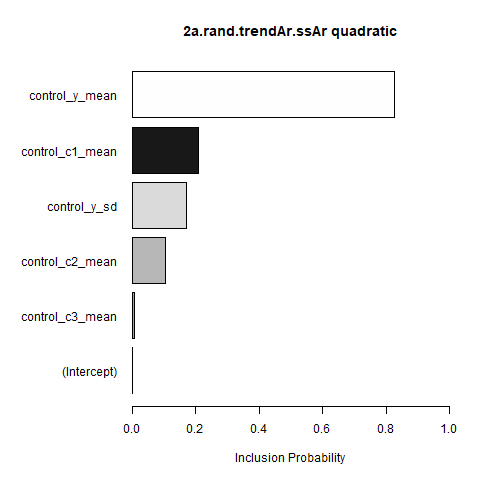 2a.rand.trendAr.ssAr quadratic
control_y_mean
control_c1_mean
control_y_sd
control_c2_mean
control_c3_mean
(Intercept)
0.0 0.2 0.4 0.6 0.8 1.0
Inclusion Probability